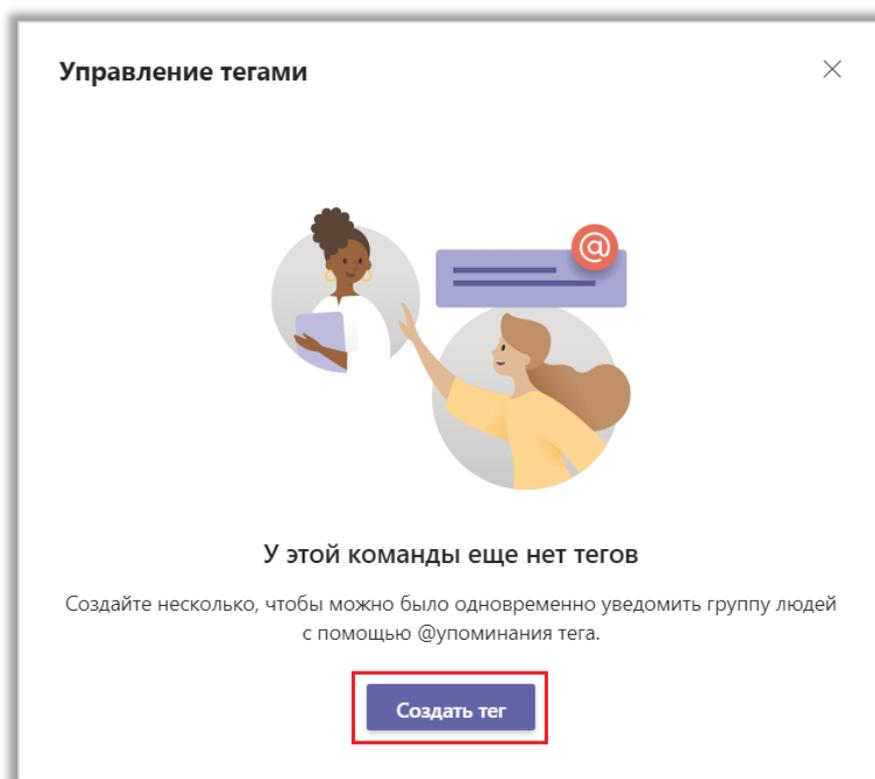 Управление тегами
@
У этой команды еще нет тегов
Создайте несколько, чтобы можно было одновременно уведомить группу людей
с помощью @упоминания тега.
Создать тег